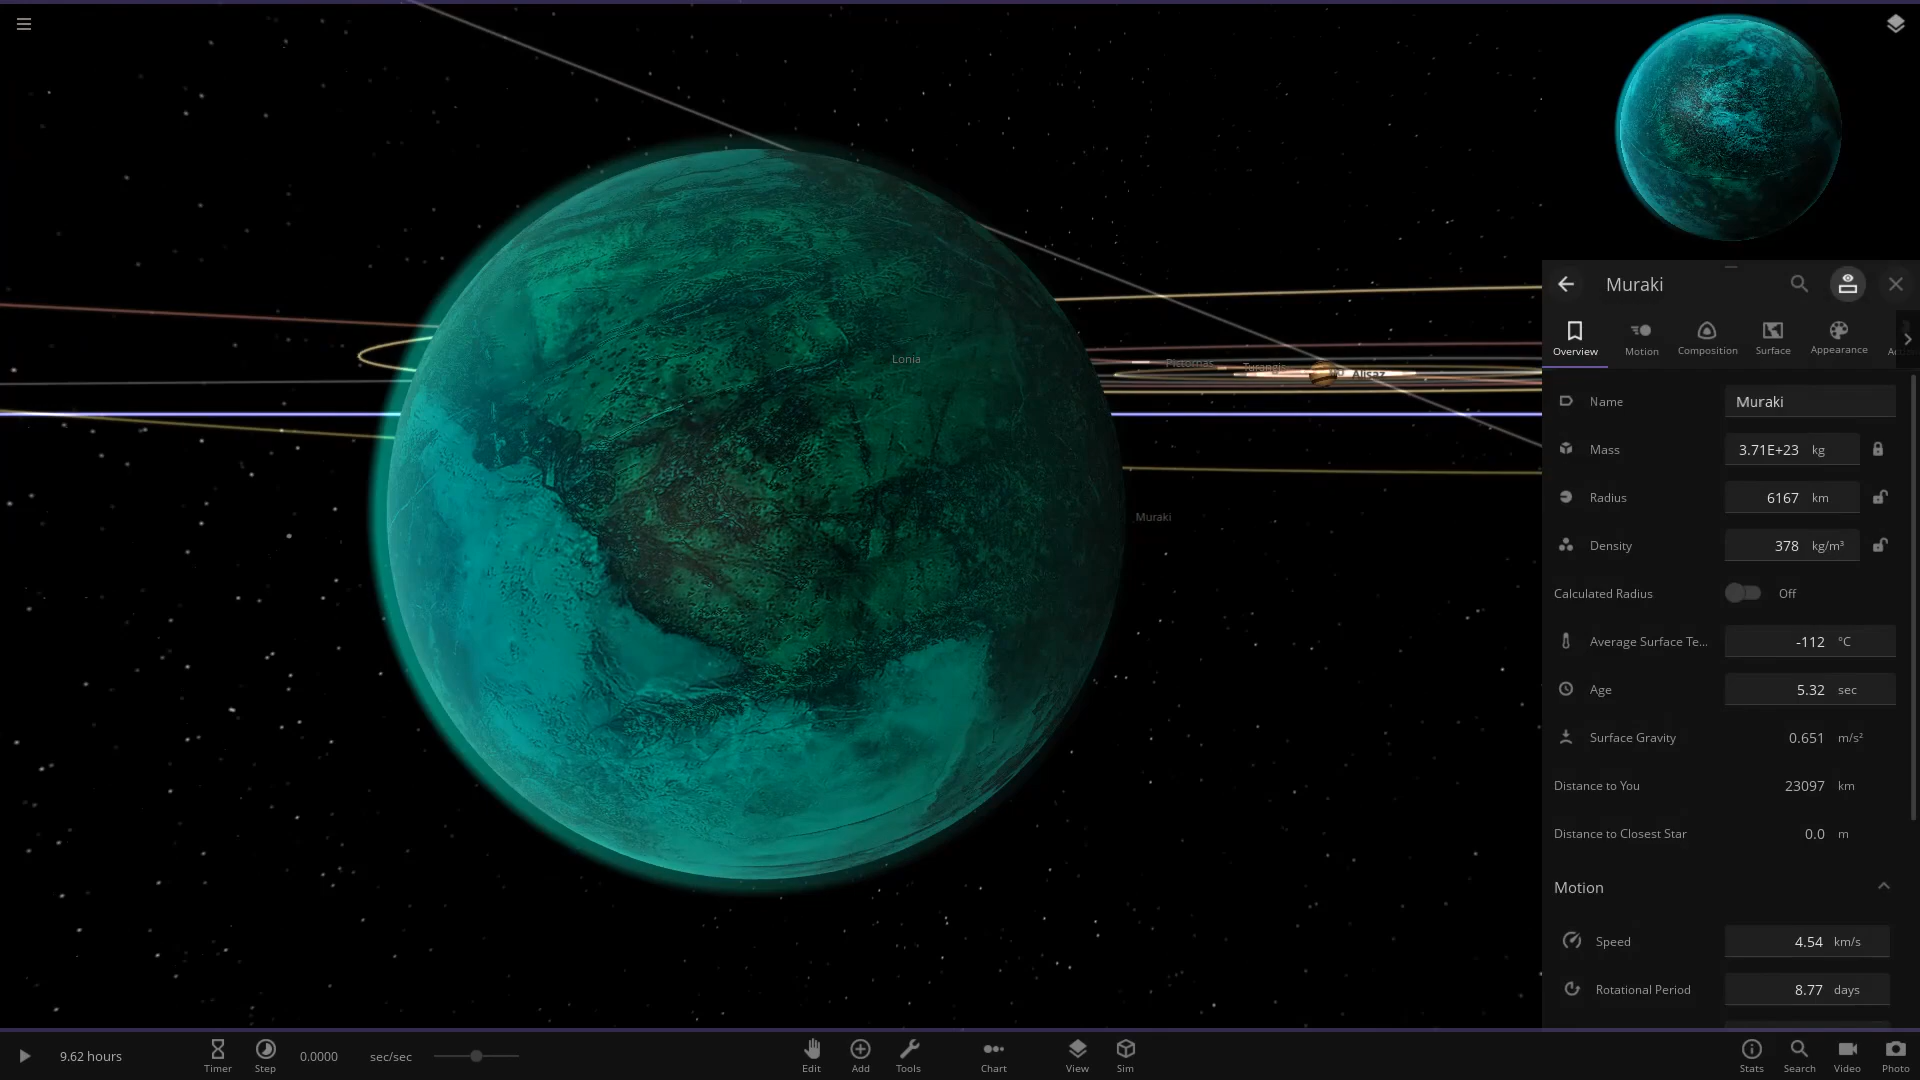 Lonia
Pictornas
Turangis
Alisaz
Muraki
Muraki
Overview
Motion
Composition
Surface
Appearance
Name
Muraki
Mass
3.71E+23 kg
Radius
6167 km
Density
378 kg/m³
Calculated Radius
Off
Average Surface Te...
-112 °C
Age
5.32 sec
Surface Gravity
0.651 m/s²
Distance to You
23097 km
Distance to Closest Star
0.0 m
Motion
Speed
4.54 km/s
Rotational Period
8.77 days
9.62 hours
Timer
Step
0.0000 sec/sec
Edit
Add
Tools
Chart
View
Sim
Stats
Search
Video
Photo